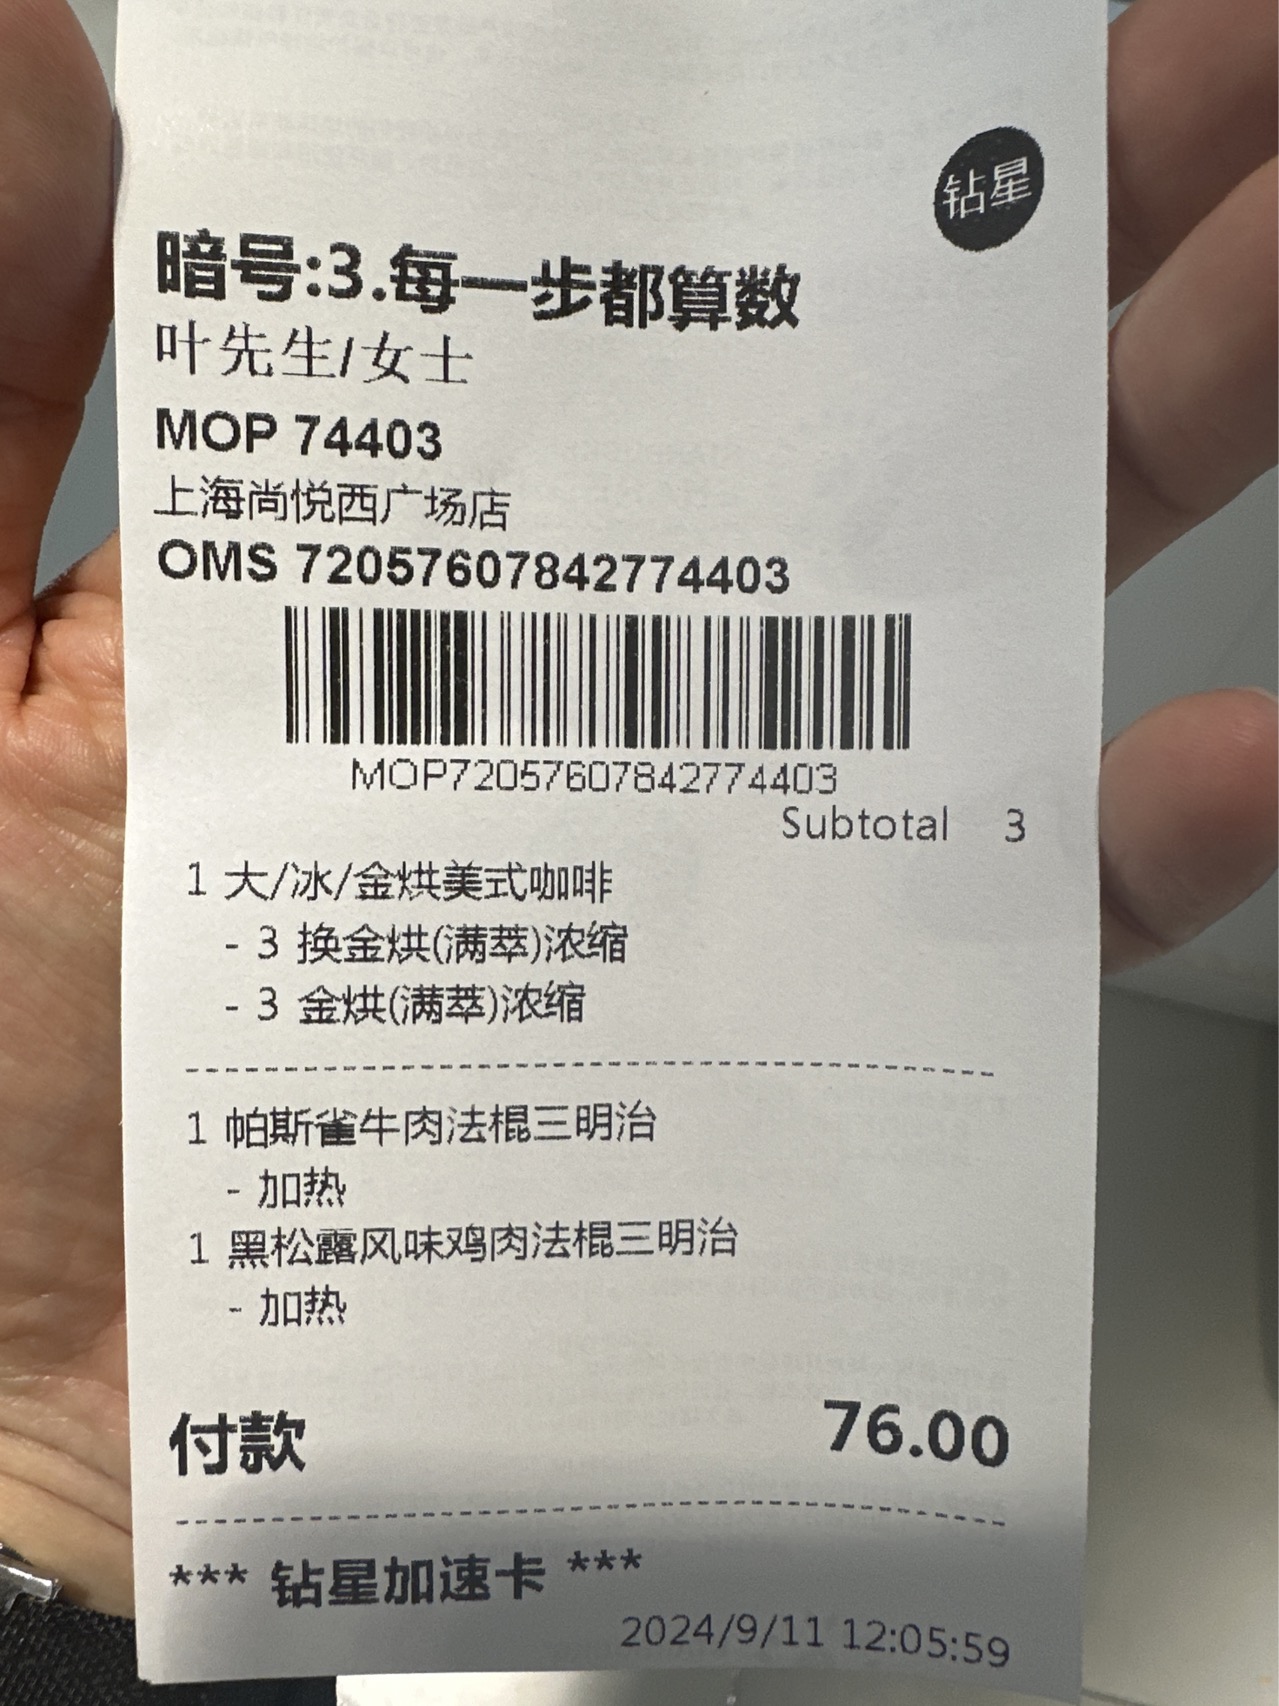 钻星
暗号:3.每一步都算数
叶先生/女士
MOP 74403
上海尚悦西广场店
OMS 72057607842774403
MOP72057607842774403
Subtotal 3
1 大/冰/金烘美式咖啡
- 3 换金烘(满萃)浓缩
- 3 金烘(满萃)浓缩
1 帕斯雀牛肉法棍三明治
- 加热
1 黑松露风味鸡肉法棍三明治
- 加热
付款 76.00
*** 钻星加速卡 ***
2024/9/11 12:05:59